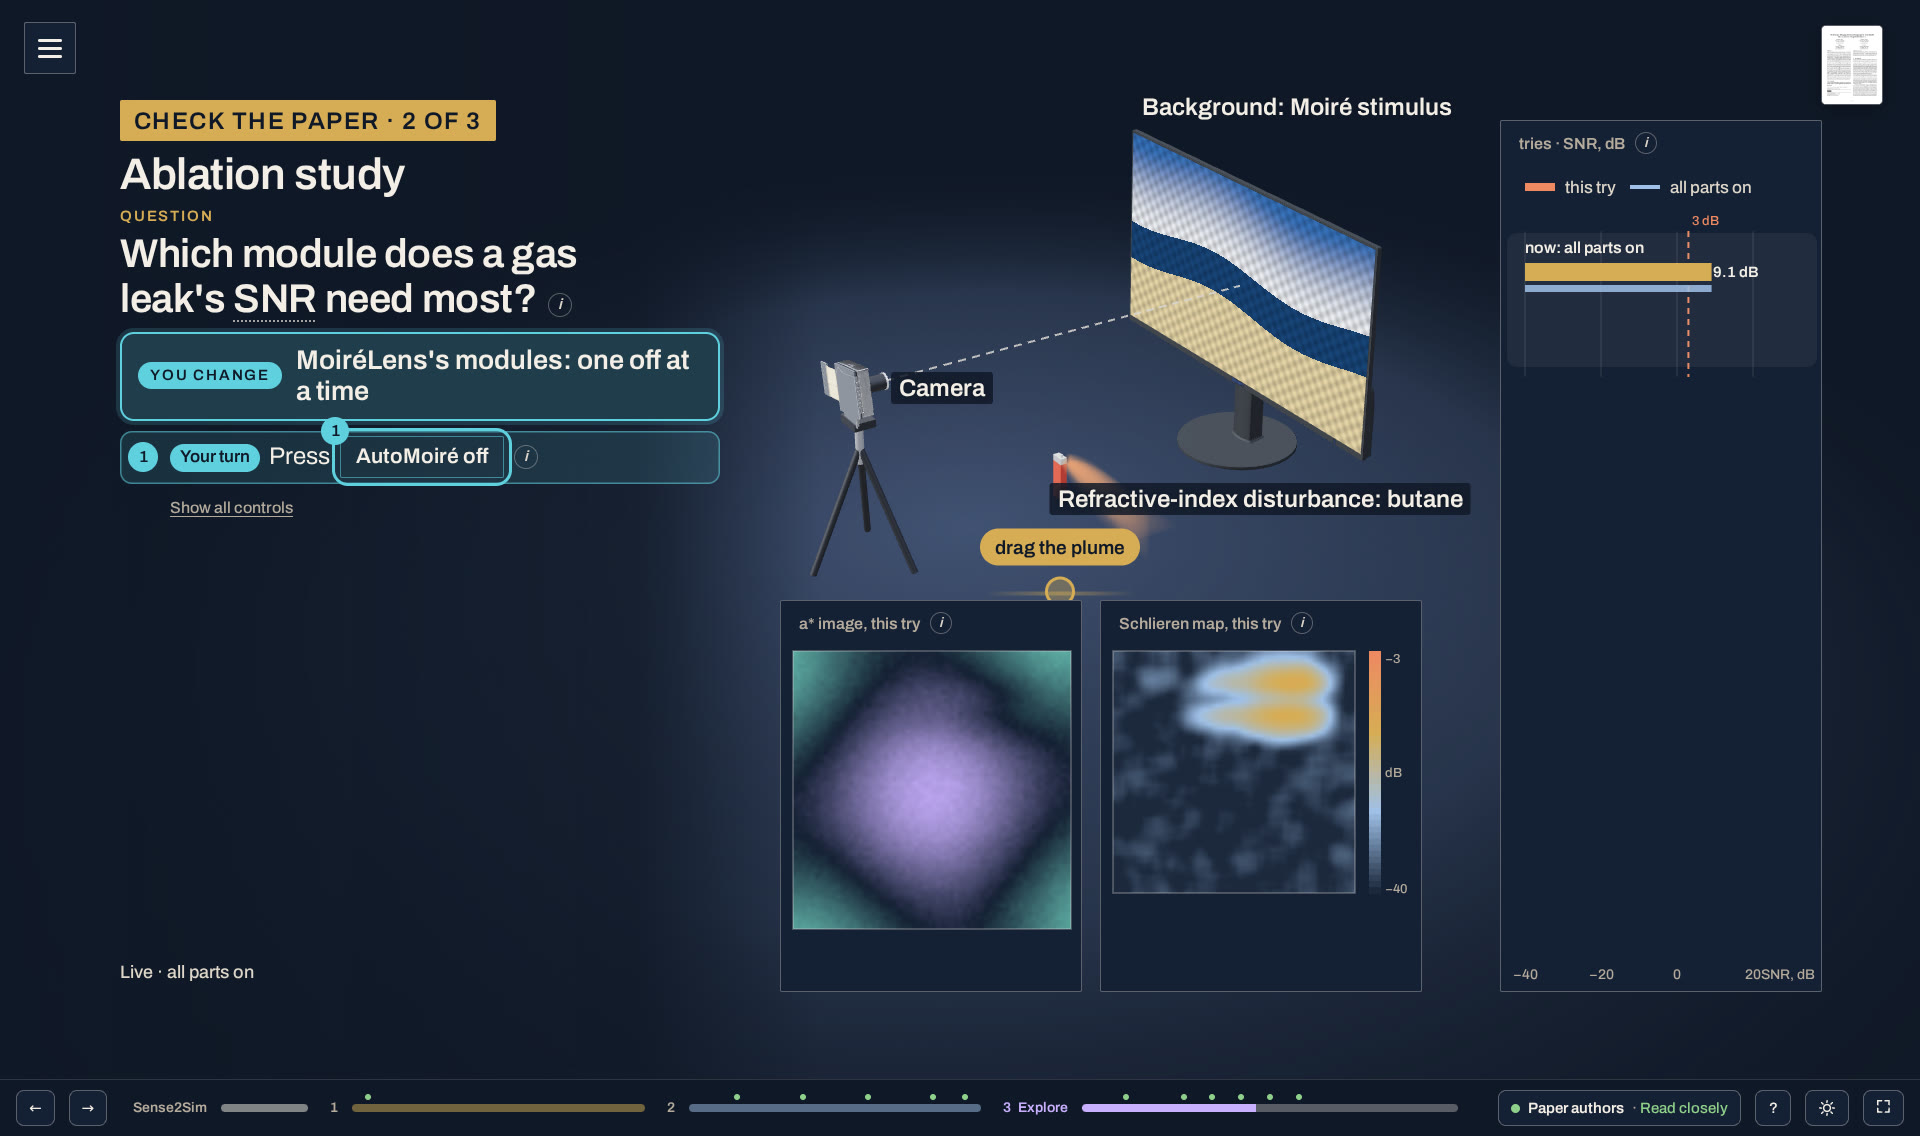 CHECK THE PAPER · 2 OF 3
Ablation study
QUESTION
Which module does a gas
leak's SNR need most? i
YOU CHANGE
MoiréLens's modules: one off at
a time
1
1 Your turn Press AutoMoiré off i
Show all controls
Live · all parts on
Background: Moiré stimulus
Camera
Refractive-index disturbance: butane
drag the plume
a* image, this try i
Schlieren map, this try i
−3
dB
−40
tries · SNR, dB i
this try all parts on
3 dB
now: all parts on
9.1 dB
−40 −20 0 20 SNR, dB
← → Sense2Sim 1 2 3 Explore Paper authors · Read closely ?